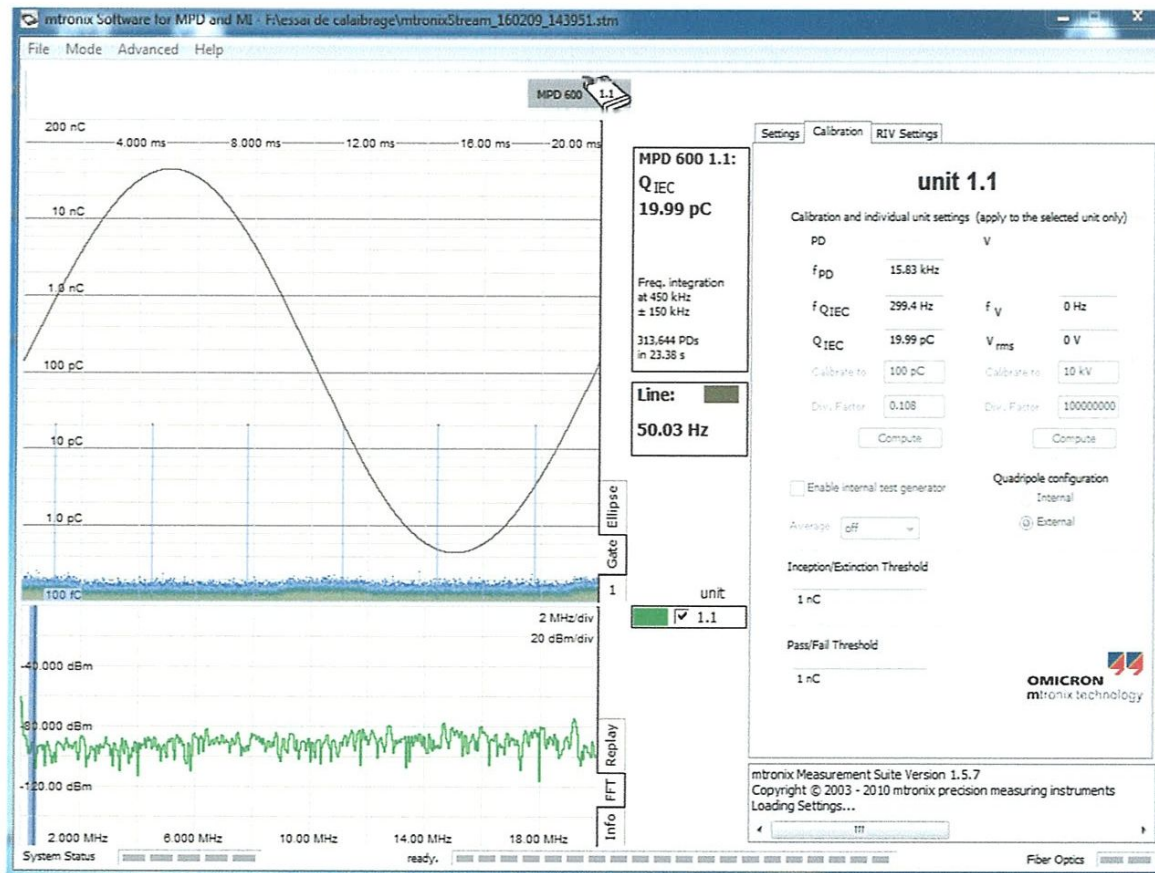 mtronix Software for MPD and MI - F:\essai de calaibrage\mtronixStream_160209_143951.stm
File Mode Advanced Help
MPD 600 1.1
200 nC
4.000 ms 8.000 ms 12.00 ms 16.00 ms 20.00 ms
10 nC
1.0 nC
100 pC
10 pC
1.0 pC
100 fC
Ellipse
Gate
1
2 MHz/div
20 dBm/div
-40.000 dBm
-80.000 dBm
-120.00 dBm
2.000 MHz 6.000 MHz 10.00 MHz 14.00 MHz 18.00 MHz
Replay
FFT
Info
MPD 600 1.1:
Q IEC
19.99 pC
Freq. integration
at 450 kHz
± 150 kHz
313,644 PDs
in 23.38 s
Line:
50.03 Hz
unit
1.1
Settings Calibration RIV Settings
unit 1.1
Calibration and individual unit settings (apply to the selected unit only)
PD V
f PD 15.83 kHz
f QIEC 299.4 Hz f V 0 Hz
Q IEC 19.99 pC V rms 0 V
Calibrate to 100 pC Calibrate to 10 kV
Div. Factor 0.108 Div. Factor 100000000
Compute Compute
Enable internal test generator
Quadripole configuration
Internal
External
Average off
Inception/Extinction Threshold
1 nC
Pass/Fail Threshold
1 nC
OMICRON
mtronix technology
mtronix Measurement Suite Version 1.5.7
Copyright © 2003 - 2010 mtronix precision measuring instruments
Loading Settings...
System Status ready. Fiber Optics